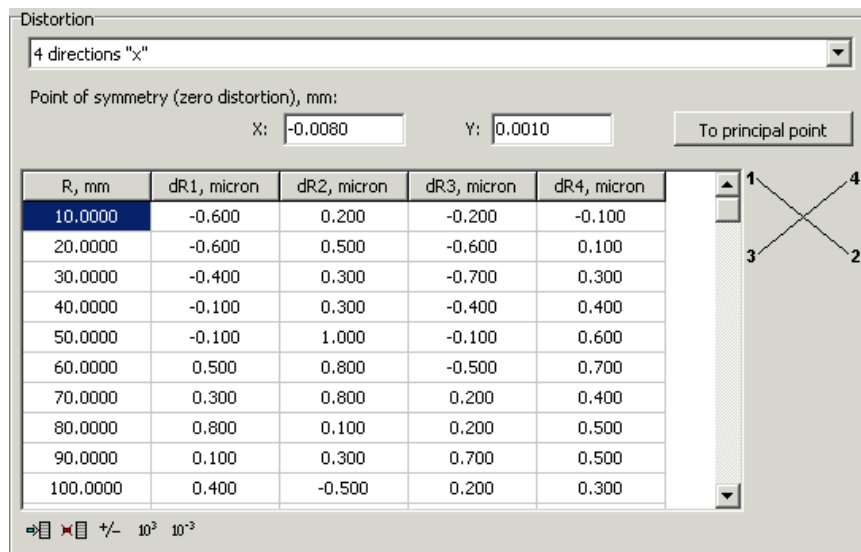 Distortion
4 directions "x"
Point of symmetry (zero distortion), mm:
X: -0.0080 Y: 0.0010 To principal point
R, mm dR1, micron dR2, micron dR3, micron dR4, micron
10.0000 -0.600 0.200 -0.200 -0.100
20.0000 -0.600 0.500 -0.600 0.100
30.0000 -0.400 0.300 -0.700 0.300
40.0000 -0.100 0.300 -0.400 0.400
50.0000 -0.100 1.000 -0.100 0.600
60.0000 0.500 0.800 -0.500 0.700
70.0000 0.300 0.800 0.200 0.400
80.0000 0.800 0.100 0.200 0.500
90.0000 0.100 0.300 0.700 0.500
100.0000 0.400 -0.500 0.200 0.300
1 4
3 2
+/- 10³ 10⁻³